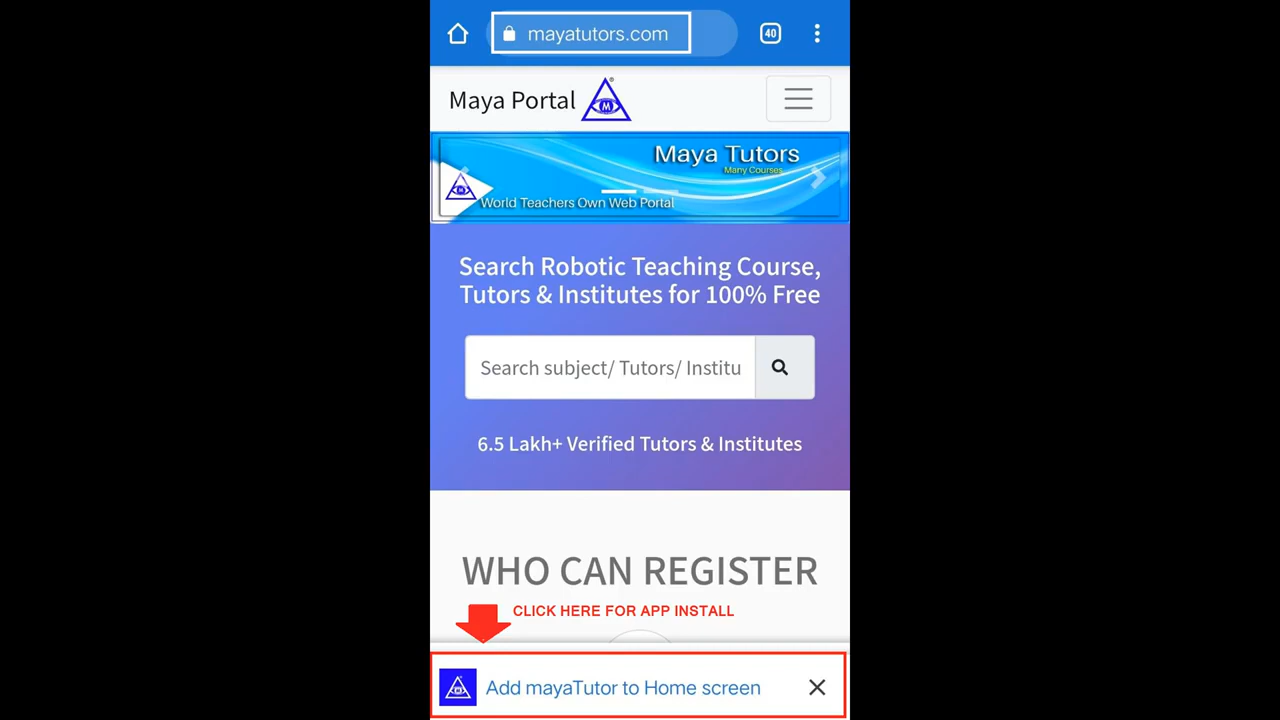 mayatutors.com
40
Maya Portal
M
Maya Tutors
Many Courses
M
World Teachers Own Web Portal
Search Robotic Teaching Course,
Tutors & Institutes for 100% Free
Search subject/ Tutors/ Institu
6.5 Lakh+ Verified Tutors & Institutes
WHO CAN REGISTER
CLICK HERE FOR APP INSTALL
M
Add mayaTutor to Home screen